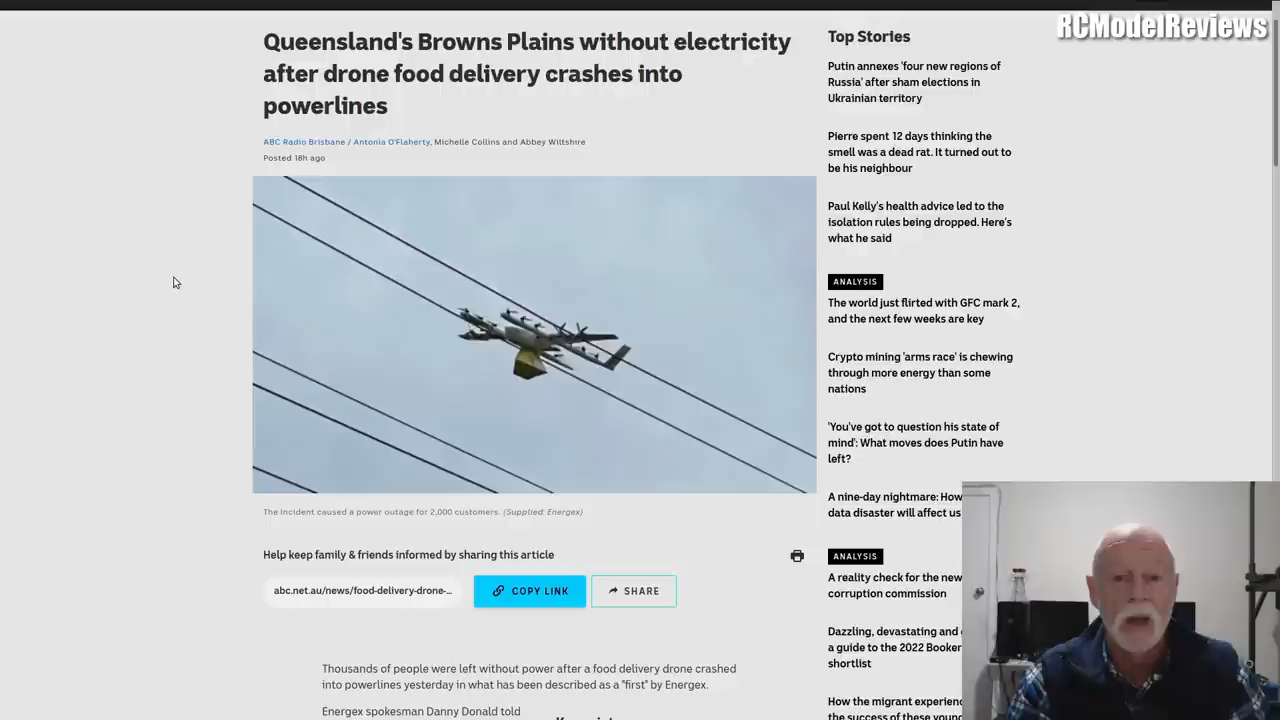 RCModelReviews
Queensland's Browns Plains without electricity
after drone food delivery crashes into
powerlines
ABC Radio Brisbane / Antonia O'Flaherty, Michelle Collins and Abbey Wiltshire
Posted 18h ago
The incident caused a power outage for 2,000 customers. (Supplied: Energex)
Help keep family & friends informed by sharing this article
abc.net.au/news/food-delivery-drone-...
COPY LINK
SHARE
Thousands of people were left without power after a food delivery drone crashed
into powerlines yesterday in what has been described as a "first" by Energex.
Energex spokesman Danny Donald told
Top Stories
Putin annexes 'four new regions of
Russia' after sham elections in
Ukrainian territory
Pierre spent 12 days thinking the
smell was a dead rat. It turned out to
be his neighbour
Paul Kelly's health advice led to the
isolation rules being dropped. Here's
what he said
ANALYSIS
The world just flirted with GFC mark 2,
and the next few weeks are key
Crypto mining 'arms race' is chewing
through more energy than some
nations
'You've got to question his state of
mind': What moves does Putin have
left?
A nine-day nightmare: How
data disaster will affect us
ANALYSIS
A reality check for the new
corruption commission
Dazzling, devastating and
a guide to the 2022 Booker
shortlist
How the migrant
the success of these